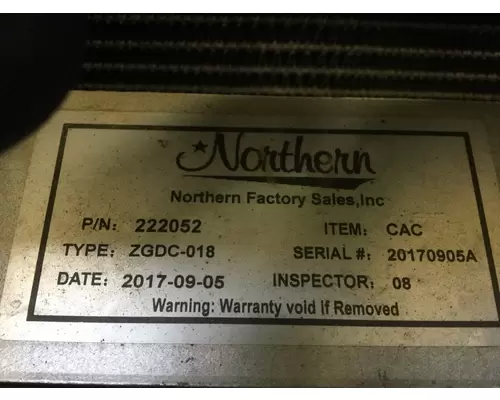 Northern
Northern Factory Sales,Inc
P/N: 222052 ITEM: CAC
TYPE: ZGDC-018 SERIAL #: 20170905A
DATE: 2017-09-05 INSPECTOR: 08
Warning: Warranty void if Removed